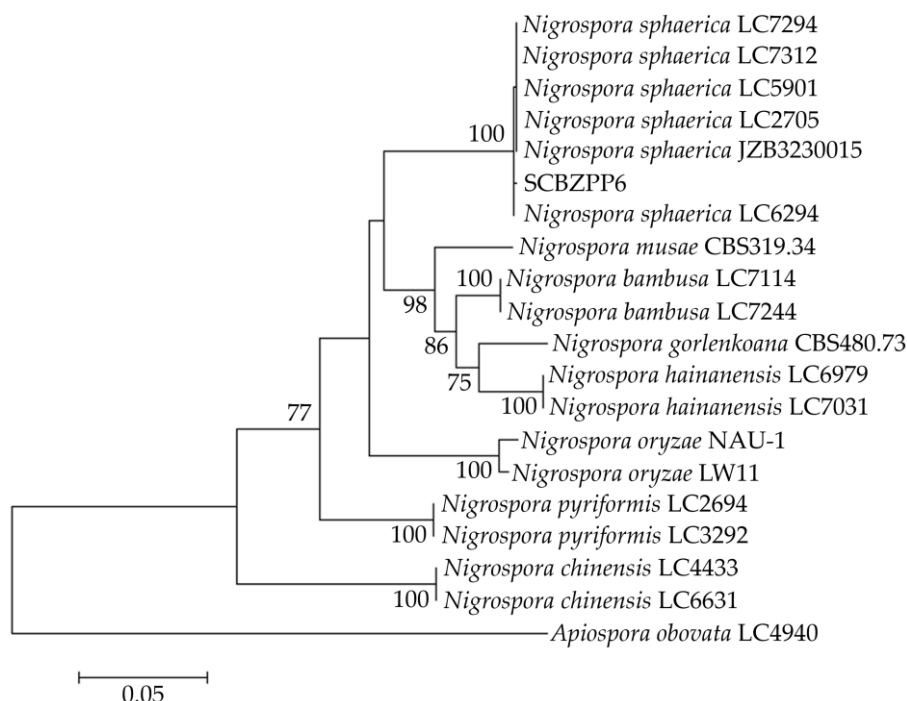 Nigrospora sphaerica LC7294
Nigrospora sphaerica LC7312
Nigrospora sphaerica LC5901
Nigrospora sphaerica LC2705
100
Nigrospora sphaerica JZB3230015
SCBZPP6
Nigrospora sphaerica LC6294
Nigrospora musae CBS319.34
100
Nigrospora bambusa LC7114
98
Nigrospora bambusa LC7244
86
Nigrospora gorlenkoana CBS480.73
75
Nigrospora hainanensis LC6979
100
Nigrospora hainanensis LC7031
77
Nigrospora oryzae NAU-1
100
Nigrospora oryzae LW11
Nigrospora pyriformis LC2694
100
Nigrospora pyriformis LC3292
Nigrospora chinensis LC4433
100
Nigrospora chinensis LC6631
Apiospora obovata LC4940
0.05